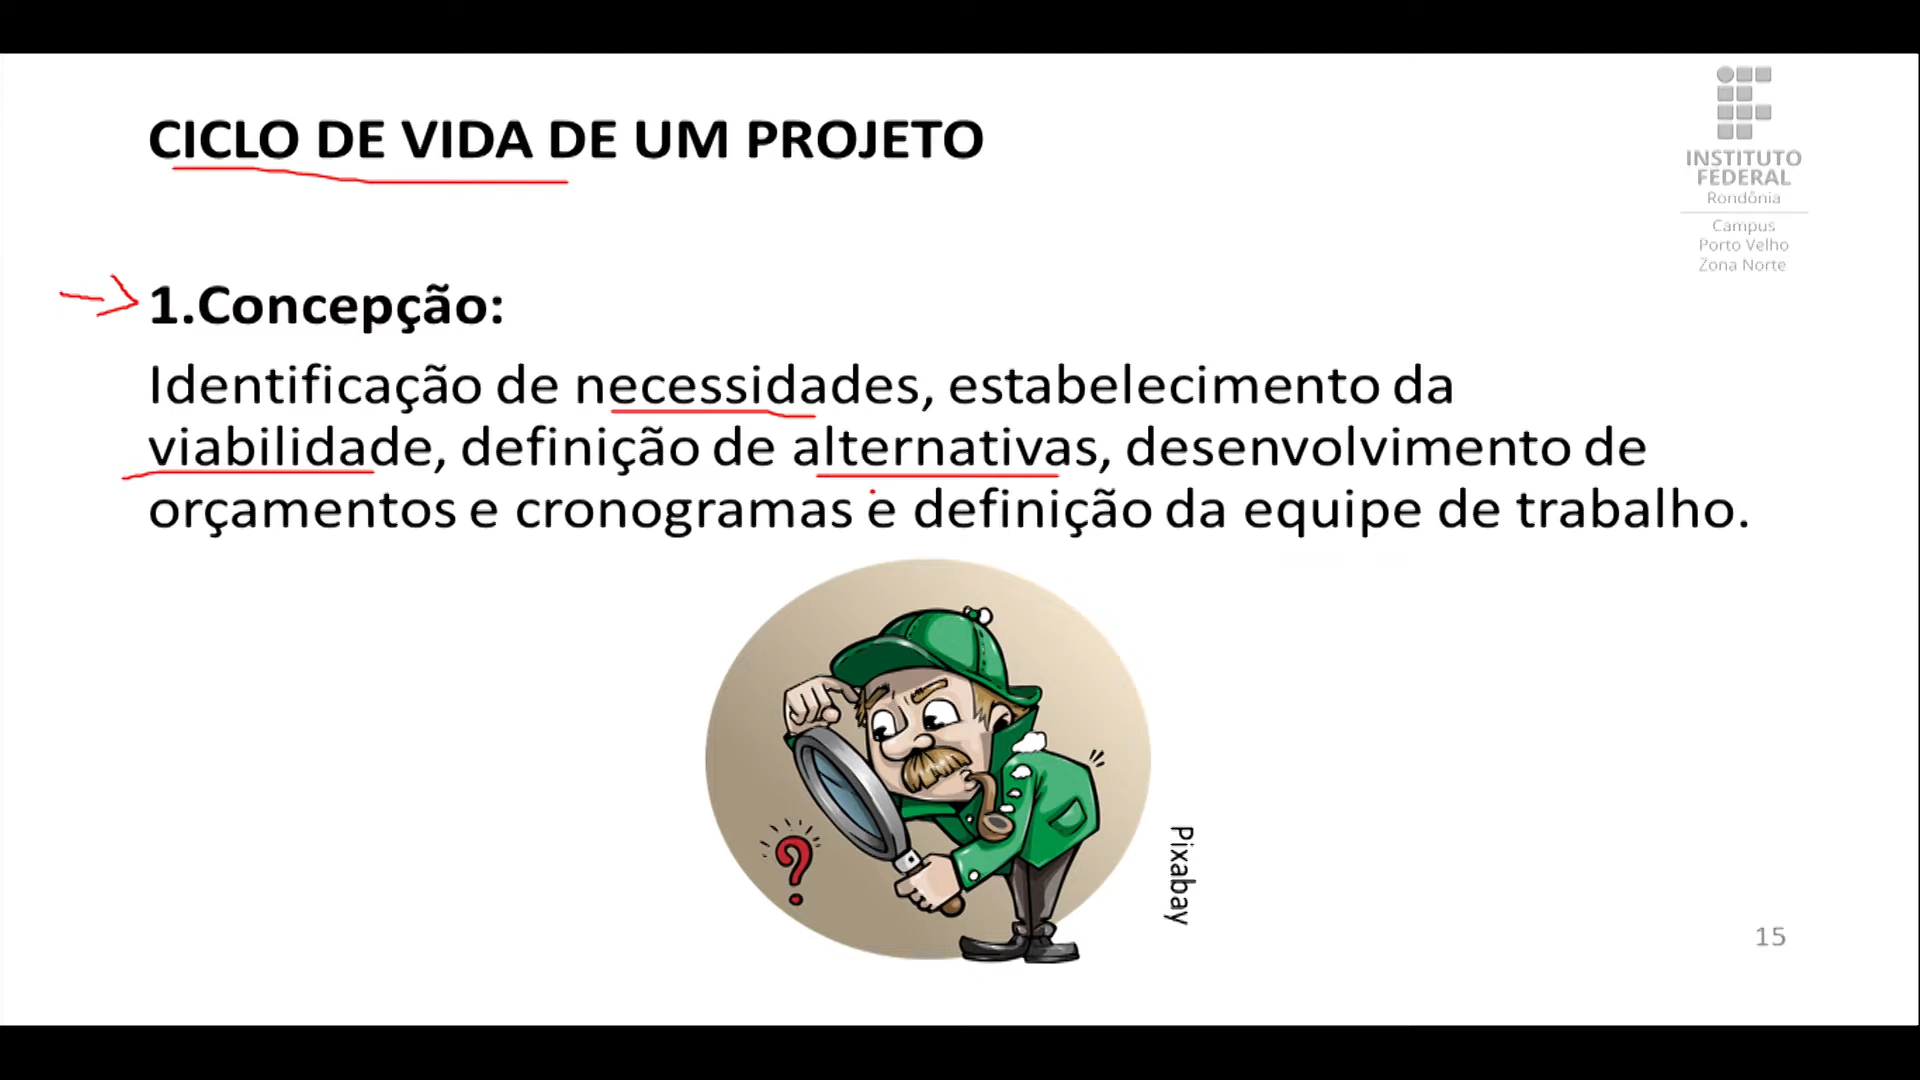 CICLO DE VIDA DE UM PROJETO
INSTITUTO
FEDERAL
Rondônia
Campus
Porto Velho
Zona Norte
1.Concepção:
Identificação de necessidades, estabelecimento da
viabilidade, definição de alternativas, desenvolvimento de
orçamentos e cronogramas e definição da equipe de trabalho.
?
Pixabay
15